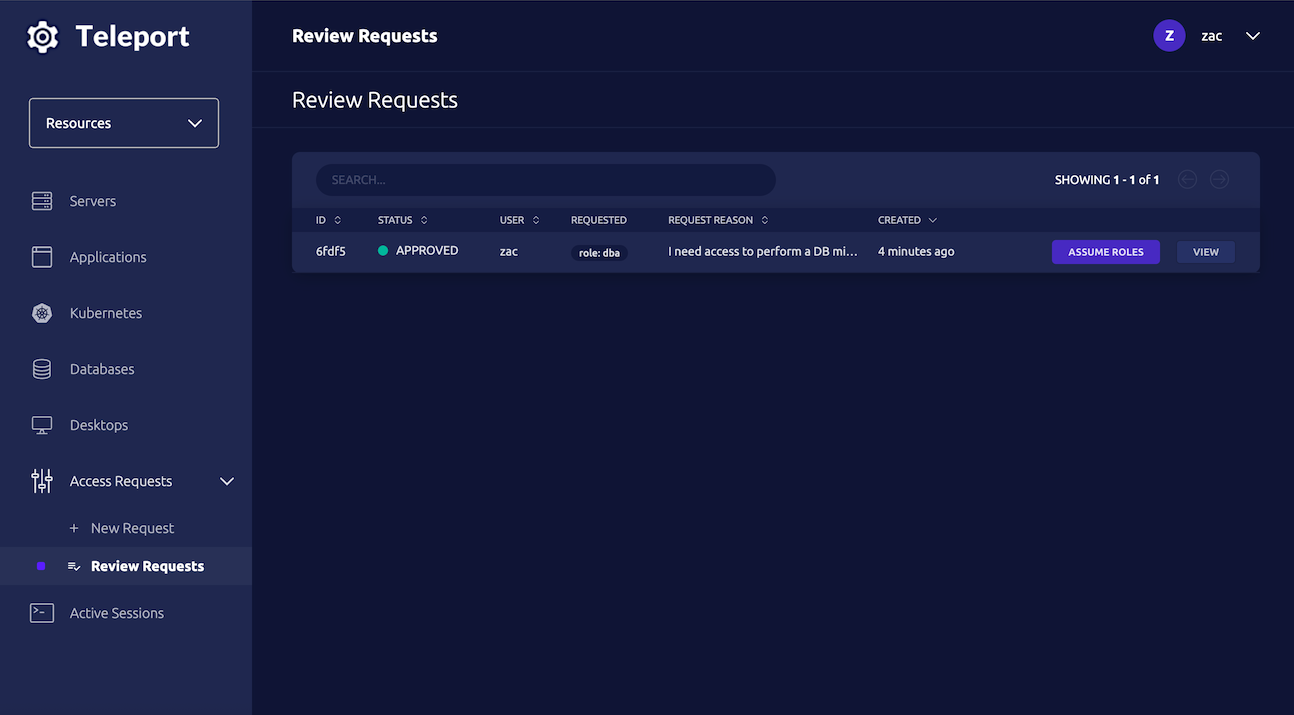 Teleport
Resources
Servers
Applications
Kubernetes
Databases
Desktops
Access Requests
+ New Request
Review Requests
Active Sessions
Review Requests
Z zac
Review Requests
SEARCH...
SHOWING 1 - 1 of 1
ID STATUS USER REQUESTED REQUEST REASON CREATED
6fdf5 APPROVED zac role: dba I need access to perform a DB mi... 4 minutes ago ASSUME ROLES VIEW